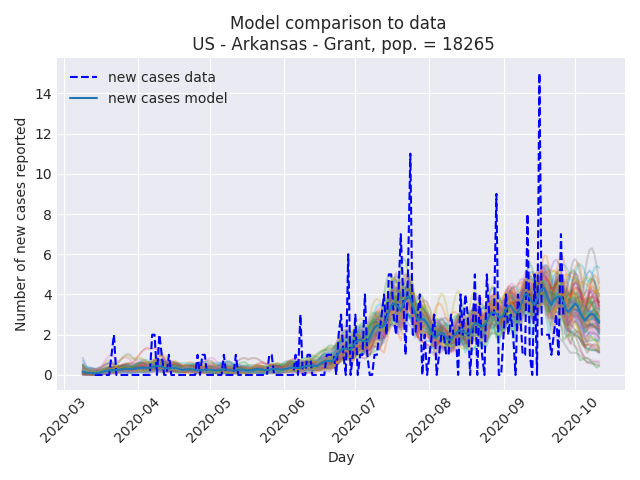 Model comparison to data
US - Arkansas - Grant, pop. = 18265
new cases data
new cases model
Number of new cases reported
14
12
10
8
6
4
2
0
2020-03
2020-04
2020-05
2020-06
2020-07
2020-08
2020-09
2020-10
Day